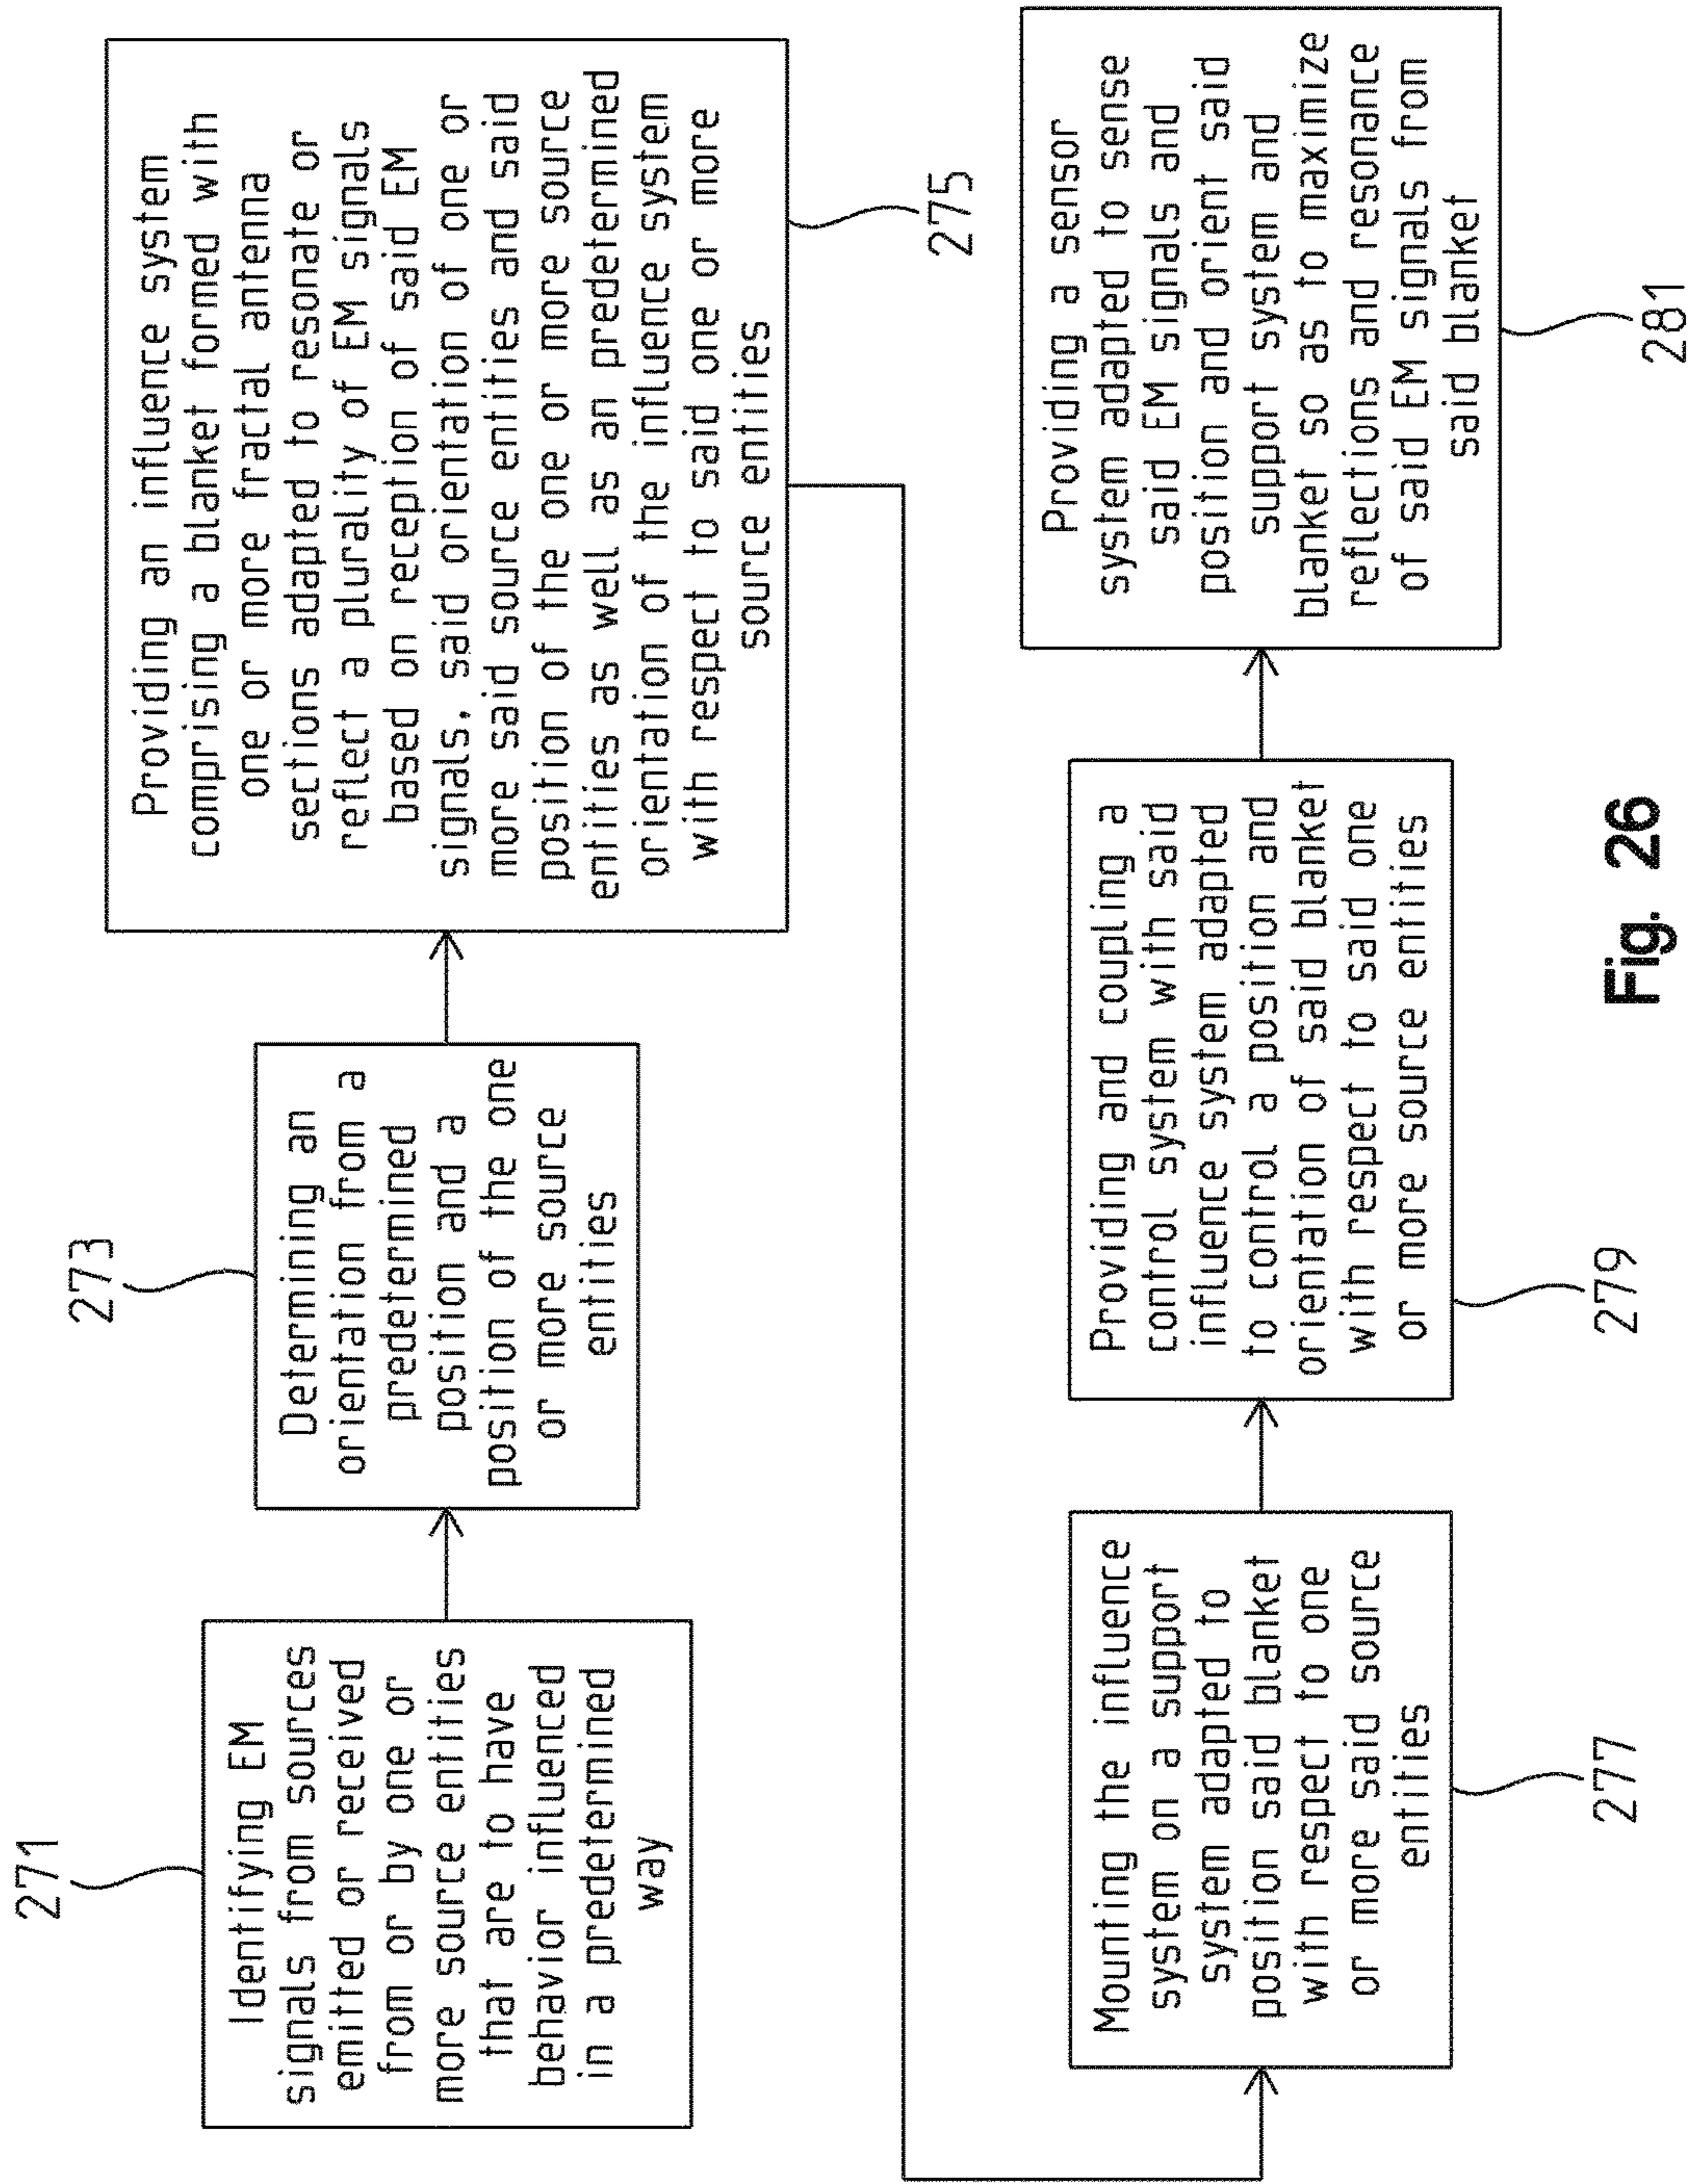 271
Identifying EM
signals from sources
emitted or received
from or by one or
more source entities
that are to have
behavior influenced
in a predetermined
way
273
Determining an
orientation from a
predetermined
position and a
position of the one
or more source
entities
Providing an influence system
comprising a blanket formed with
one or more fractal antenna
sections adapted to resonate or
reflect a plurality of EM signals
based on reception of said EM
signals, said orientation of one or
more said source entities and said
position of the one or more source
entities as well as an predetermined
orientation of the influence system
with respect to said one or more
source entities
275
Mounting the influence
system on a support
system adapted to
position said blanket
with respect to one
or more said source
entities
277
Providing and coupling a
control system with said
influence system adapted
to control a position and
orientation of said blanket
with respect to said one
or more source entities
279
Providing a sensor
system adapted to sense
said EM signals and
position and orient said
support system and
blanket so as to maximize
reflections and resonance
of said EM signals from
said blanket
281
Fig. 26